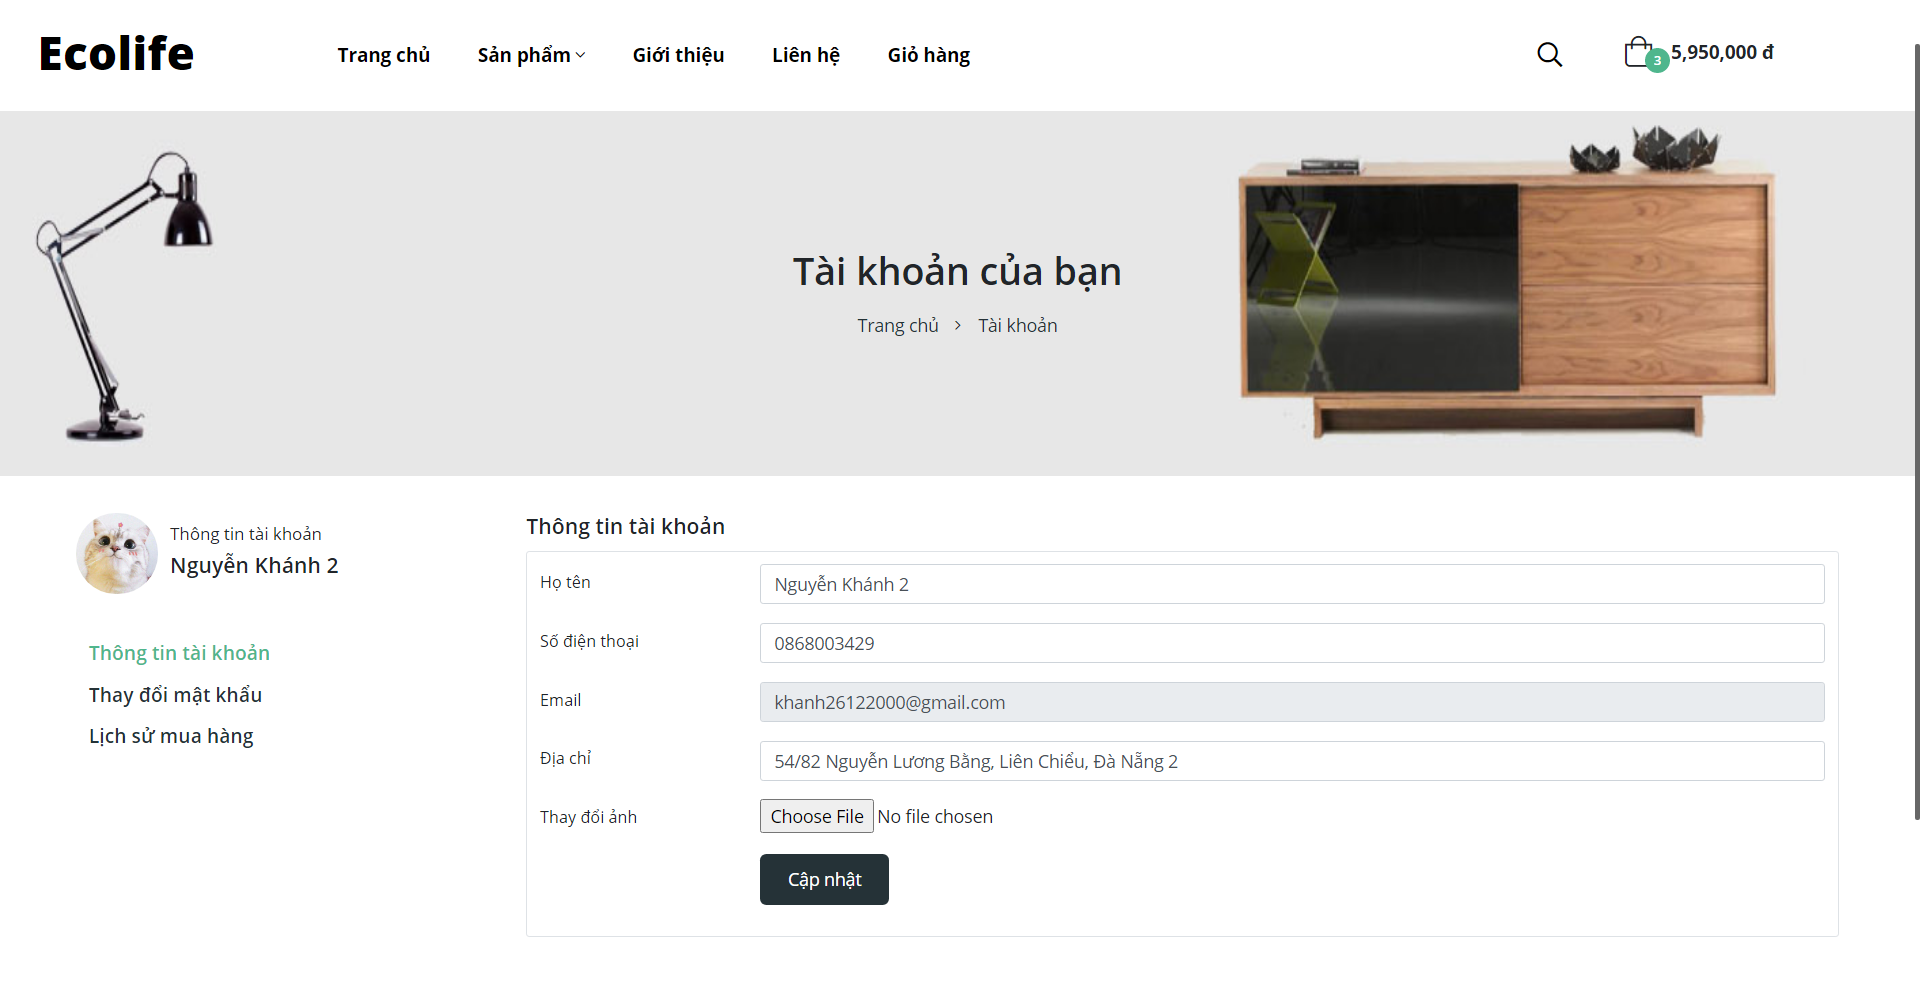 Ecolife
Trang chủ
Sản phẩm
Giới thiệu
Liên hệ
Giỏ hàng
3
5,950,000 đ
Tài khoản của bạn
Trang chủ
Tài khoản
Thông tin tài khoản
Nguyễn Khánh 2
Thông tin tài khoản
Thay đổi mật khẩu
Lịch sử mua hàng
Thông tin tài khoản
Họ tên
Nguyễn Khánh 2
Số điện thoại
0868003429
Email
khanh26122000@gmail.com
Địa chỉ
54/82 Nguyễn Lương Bằng, Liên Chiểu, Đà Nẵng 2
Thay đổi ảnh
Choose File No file chosen
Cập nhật